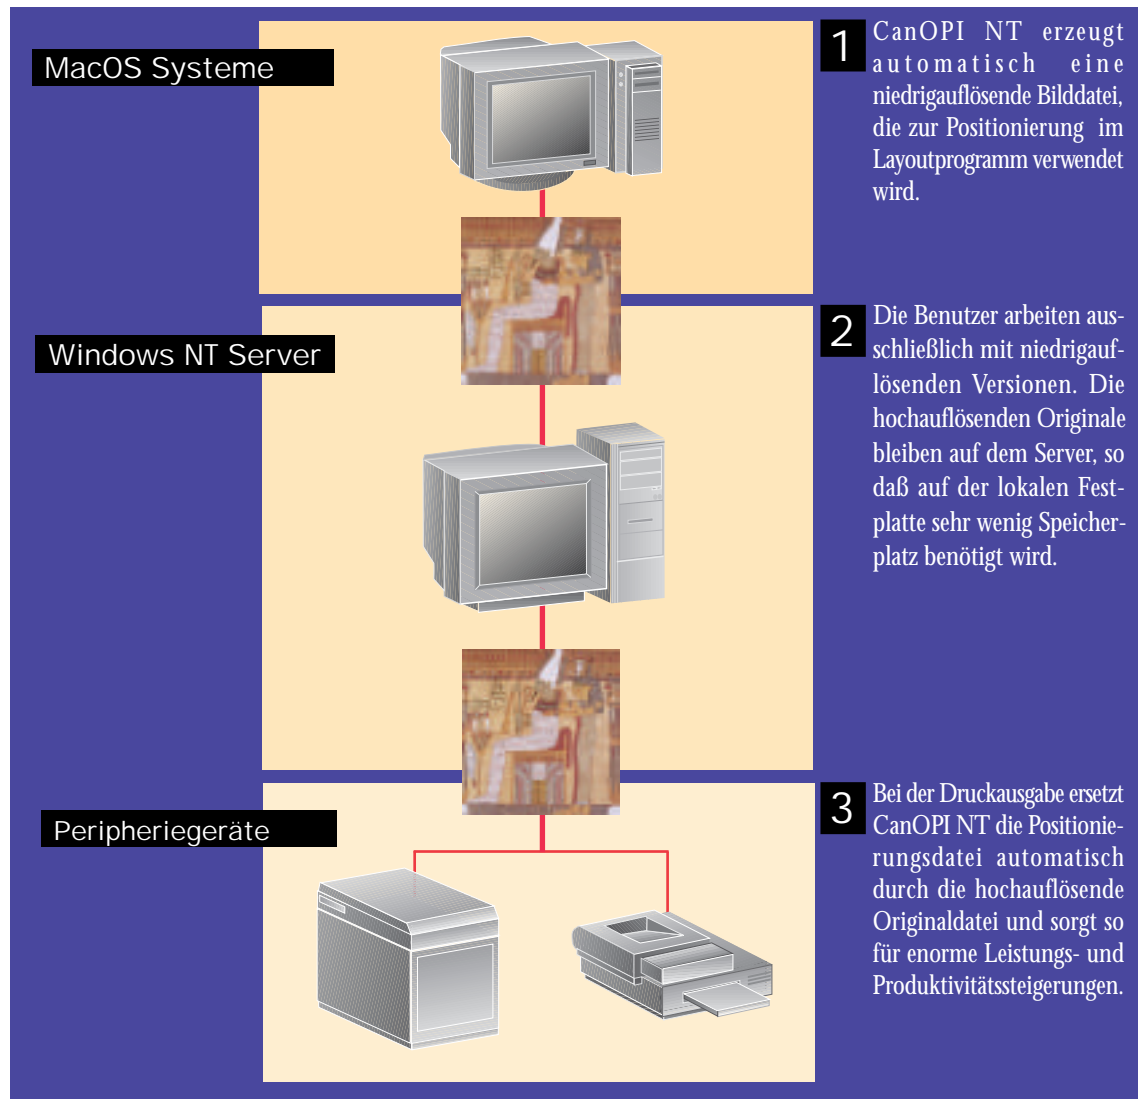 MacOS Systeme
1
CanOPI NT erzeugt
automatisch eine
niedrigauflösende Bilddatei,
die zur Positionierung im
Layoutprogramm verwendet
wird.
Windows NT Server
2
Die Benutzer arbeiten aus-
schließlich mit niedrigauf-
lösenden Versionen. Die
hochauflösenden Originale
bleiben auf dem Server, so
daß auf der lokalen Fest-
platte sehr wenig Speicher-
platz benötigt wird.
Peripheriegeräte
3
Bei der Druckausgabe ersetzt
CanOPI NT die Positionie-
rungsdatei automatisch
durch die hochauflösende
Originaldatei und sorgt so
für enorme Leistungs- und
Produktivitätssteigerungen.